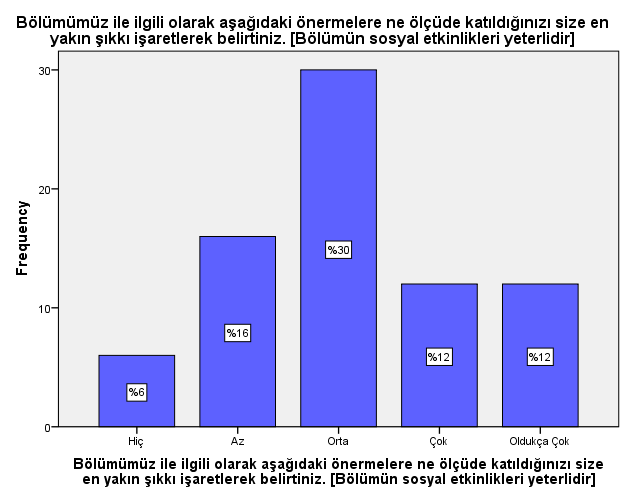 Bölümümüz ile ilgili olarak aşağıdaki önermelere ne ölçüde katıldığınızı size en
yakın şıkkı işaretlerek belirtiniz. [Bölümün sosyal etkinlikleri yeterlidir]
30
20
10
0
Frequency
%6
%16
%30
%12
%12
Hiç
Az
Orta
Çok
Oldukça Çok
Bölümümüz ile ilgili olarak aşağıdaki önermelere ne ölçüde katıldığınızı size
en yakın şıkkı işaretlerek belirtiniz. [Bölümün sosyal etkinlikleri yeterlidir]